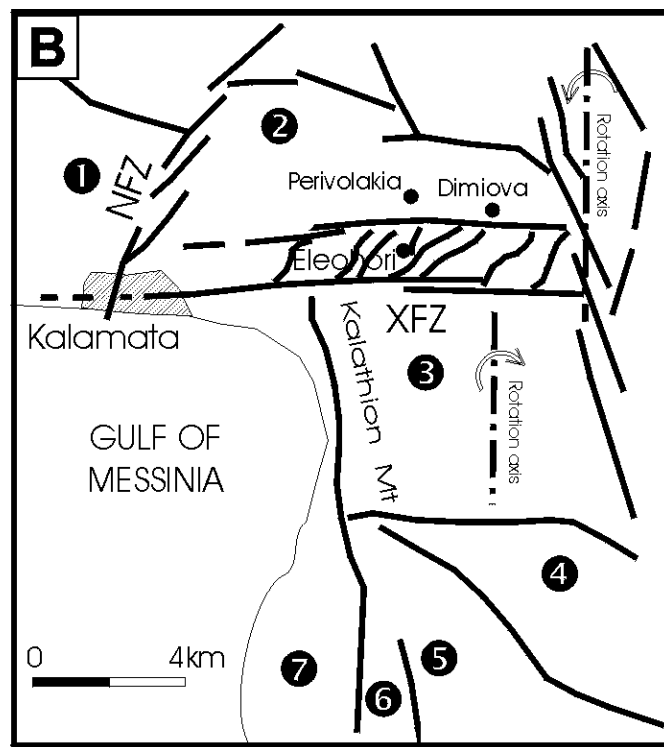 B
2
1
NFZ
Rotation axis
Perivolakia
Dimiova
Eleohori
Kalamata
XFZ
Kalathion Mt
3
Rotation axis
GULF OF
MESSINIA
4
0 4km
5
7
6